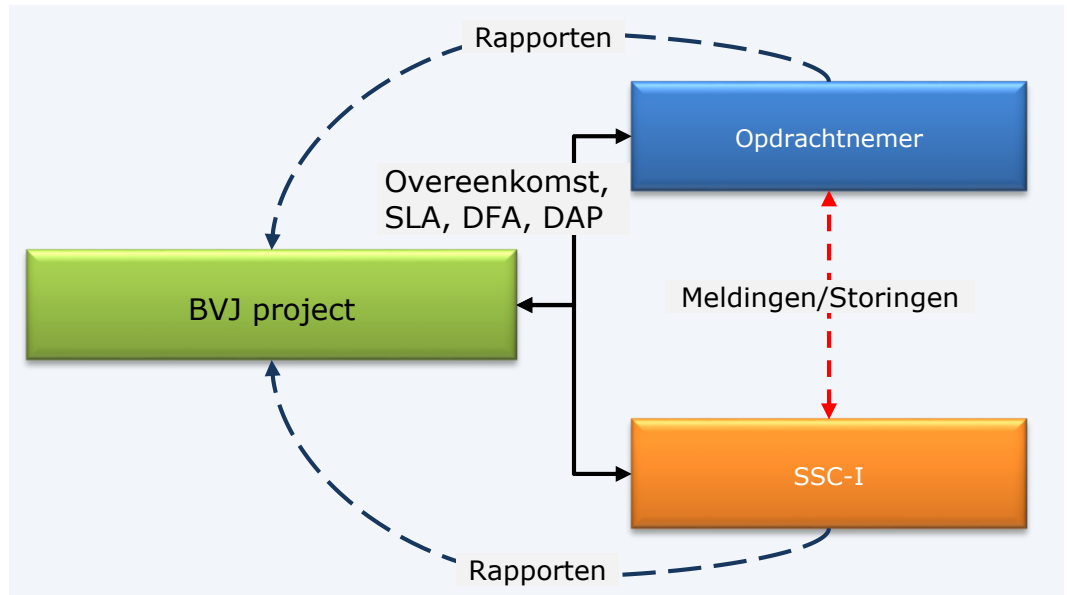 Rapporten
Opdrachtnemer
Overeenkomst,
SLA, DFA, DAP
BVJ project
Meldingen/Storingen
SSC-I
Rapporten